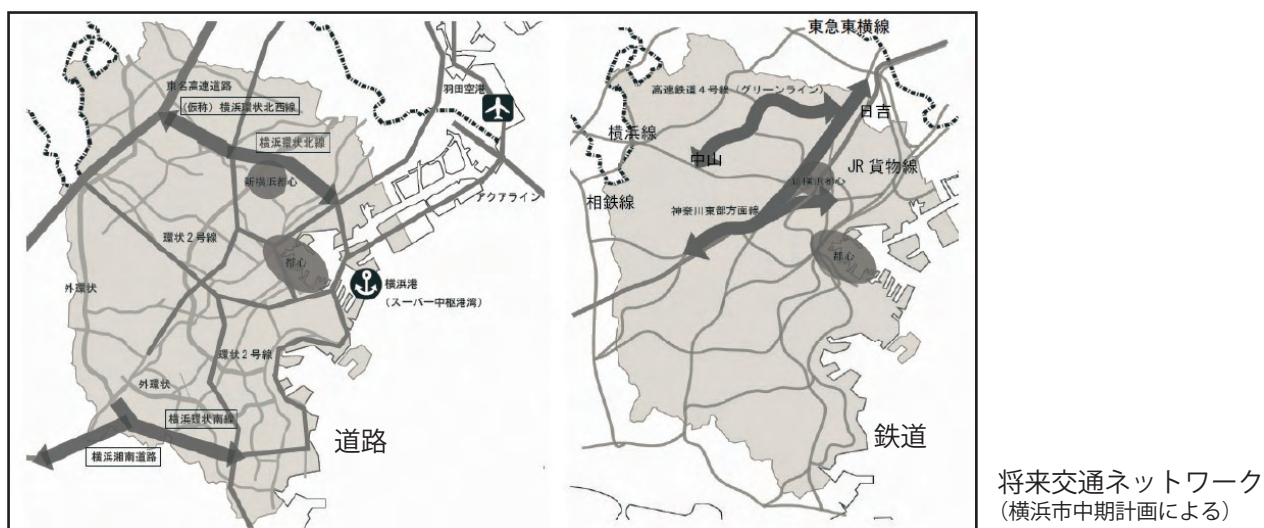 東名高速道路
(仮称)横浜環状北西線
横浜環状北線
新横浜都心
羽田空港
アクアライン
環状2号線
都心
外環状
横浜港
(スーパー中枢港湾)
環状2号線
外環状
横浜環状南線
横浜湘南道路
道路
東急東横線
高速鉄道4号線(グリーンライン)
日吉
横浜線
中山
JR貨物線
新横浜都心
相鉄線
神奈川東部方面線
都心
鉄道
将来交通ネットワーク
(横浜市中期計画による)